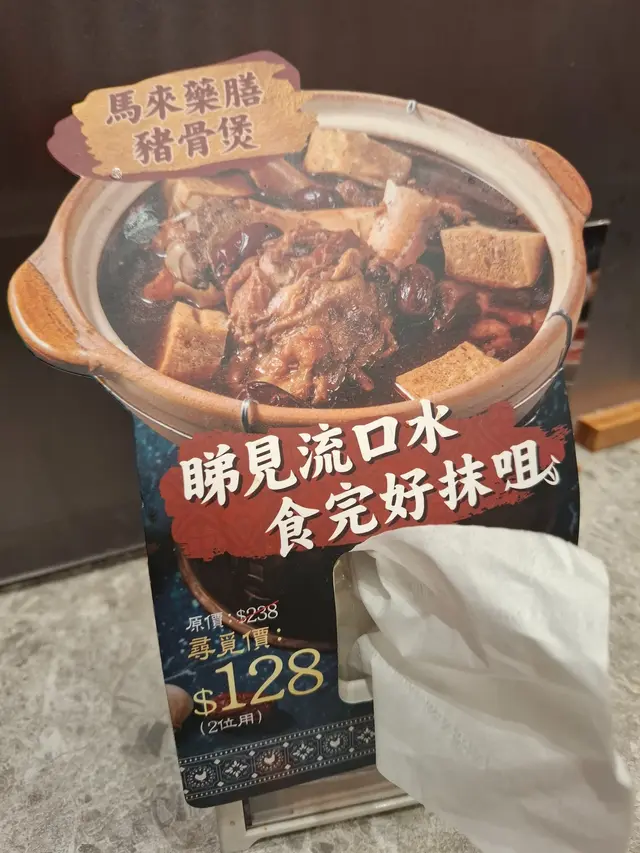 馬來藥膳
豬骨煲
睇見流口水
食完好抹咀
原價：$238
尋覓價：
$128
(2位用)